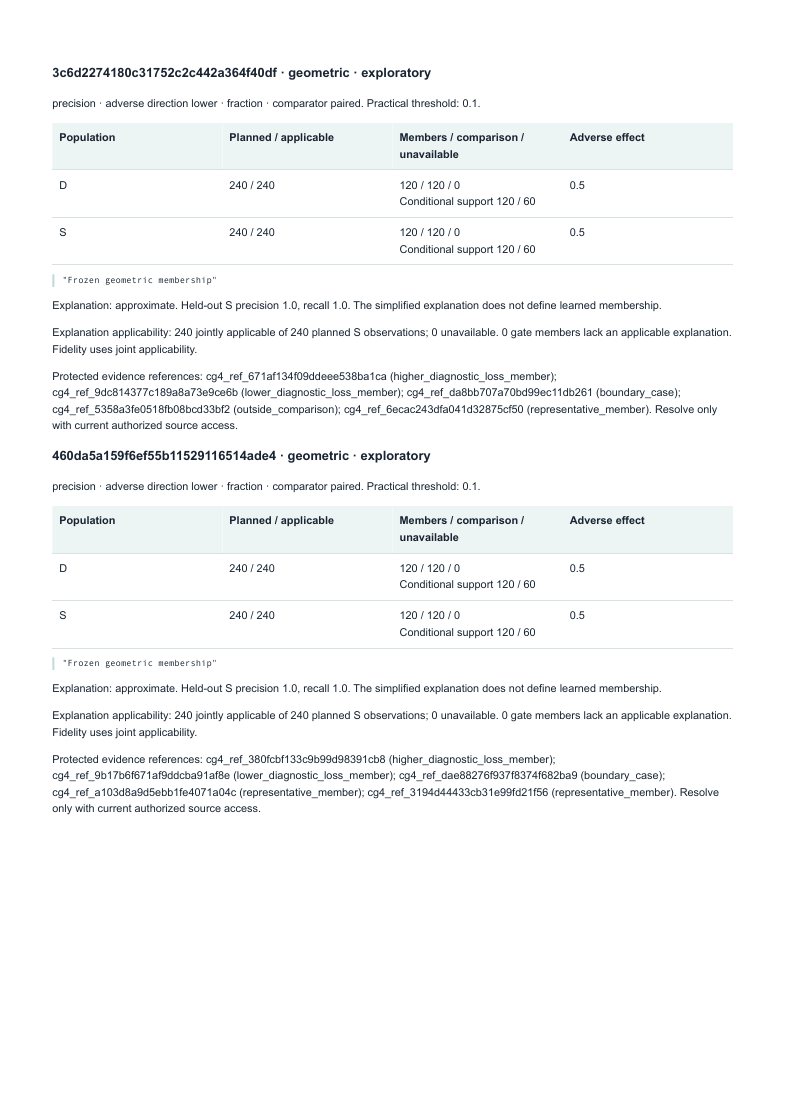 3c6d2274180c31752c2c442a364f40df · geometric · exploratory
precision · adverse direction lower · fraction · comparator paired. Practical threshold: 0.1.
Population Planned / applicable Members / comparison / unavailable Adverse effect
D 240 / 240 120 / 120 / 0 0.5
Conditional support 120 / 60
S 240 / 240 120 / 120 / 0 0.5
Conditional support 120 / 60
"Frozen geometric membership"
Explanation: approximate. Held-out S precision 1.0, recall 1.0. The simplified explanation does not define learned membership.
Explanation applicability: 240 jointly applicable of 240 planned S observations; 0 unavailable. 0 gate members lack an applicable explanation.
Fidelity uses joint applicability.
Protected evidence references: cg4_ref_671af134f09ddeee538ba1ca (higher_diagnostic_loss_member);
cg4_ref_9dc814377c189a8a73e9ce6b (lower_diagnostic_loss_member); cg4_ref_da8bb707a70bd99ec11db261 (boundary_case);
cg4_ref_5358a3fe0518fb08bcd33bf2 (outside_comparison); cg4_ref_6ecac243dfa041d32875cf50 (representative_member). Resolve only
with current authorized source access.
460da5a159f6ef55b11529116514ade4 · geometric · exploratory
precision · adverse direction lower · fraction · comparator paired. Practical threshold: 0.1.
Population Planned / applicable Members / comparison / unavailable Adverse effect
D 240 / 240 120 / 120 / 0 0.5
Conditional support 120 / 60
S 240 / 240 120 / 120 / 0 0.5
Conditional support 120 / 60
"Frozen geometric membership"
Explanation: approximate. Held-out S precision 1.0, recall 1.0. The simplified explanation does not define learned membership.
Explanation applicability: 240 jointly applicable of 240 planned S observations; 0 unavailable. 0 gate members lack an applicable explanation.
Fidelity uses joint applicability.
Protected evidence references: cg4_ref_380fcbf133c9b99d98391cb8 (higher_diagnostic_loss_member);
cg4_ref_9b17b6f671af9ddcba91af8e (lower_diagnostic_loss_member); cg4_ref_dae88276f937f8374f682ba9 (boundary_case);
cg4_ref_a103d8a9d5ebb1fe4071a04c (representative_member); cg4_ref_3194d44433cb31e99fd21f56 (representative_member). Resolve
only with current authorized source access.